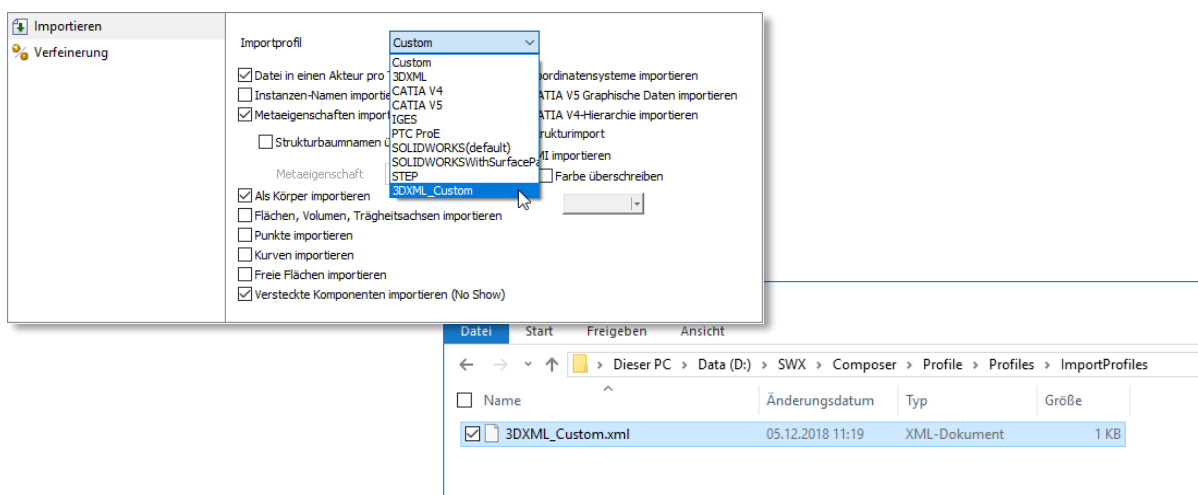 Importieren
Verfeinerung
Importprofil
Custom
Custom
3DXML
CATIA V4
CATIA V5
IGES
PTC ProE
SOLIDWORKS(default)
SOLIDWORKSWithSurfacePa
STEP
3DXML_Custom
Datei in einen Akteur pro
Instanzen-Namen importie
Metaeigenschaften import
Strukturbaumnamen ü
Metaeigenschaft
Als Körper importieren
Flächen, Volumen, Trägheitsachsen importieren
Punkte importieren
Kurven importieren
Freie Flächen importieren
Versteckte Komponenten importieren (No Show)
oordinatensysteme importieren
ATIA V5 Graphische Daten importieren
ATIA V4-Hierarchie importieren
trukturimport
MI importieren
Farbe überschreiben
Datei Start Freigeben Ansicht
Dieser PC > Data (D:) > SWX > Composer > Profile > Profiles > ImportProfiles
Name Änderungsdatum Typ Größe
3DXML_Custom.xml 05.12.2018 11:19 XML-Dokument 1 KB